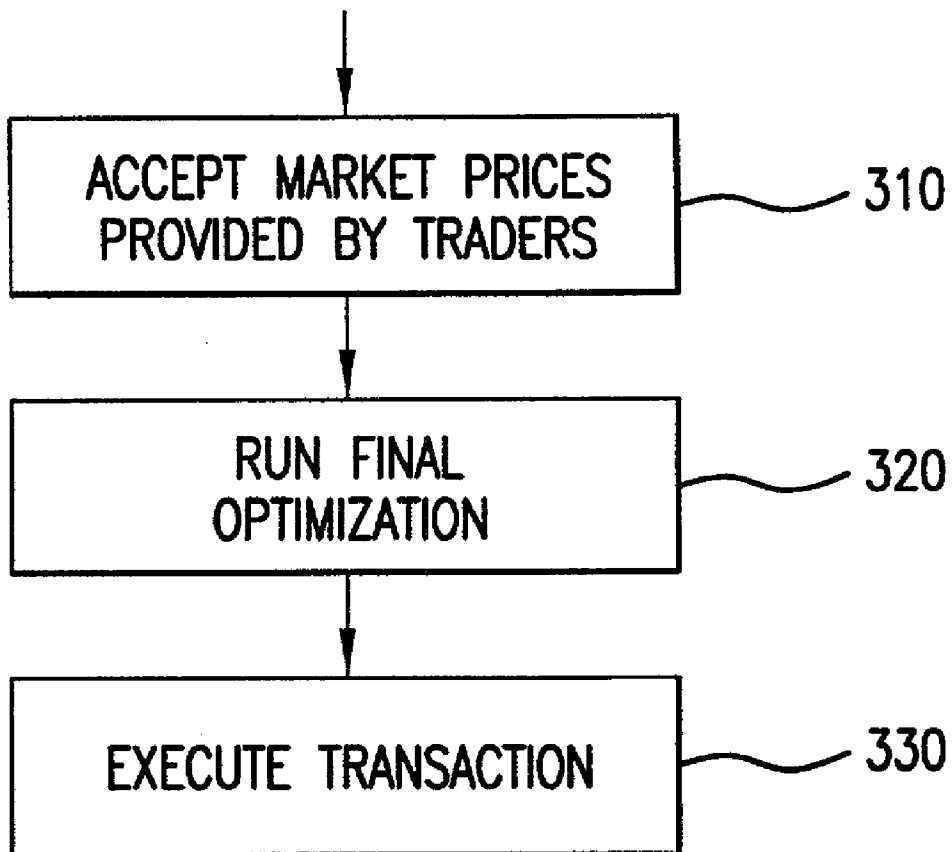 ACCEPT MARKET PRICES
PROVIDED BY TRADERS
310
RUN FINAL
OPTIMIZATION
320
EXECUTE TRANSACTION
330